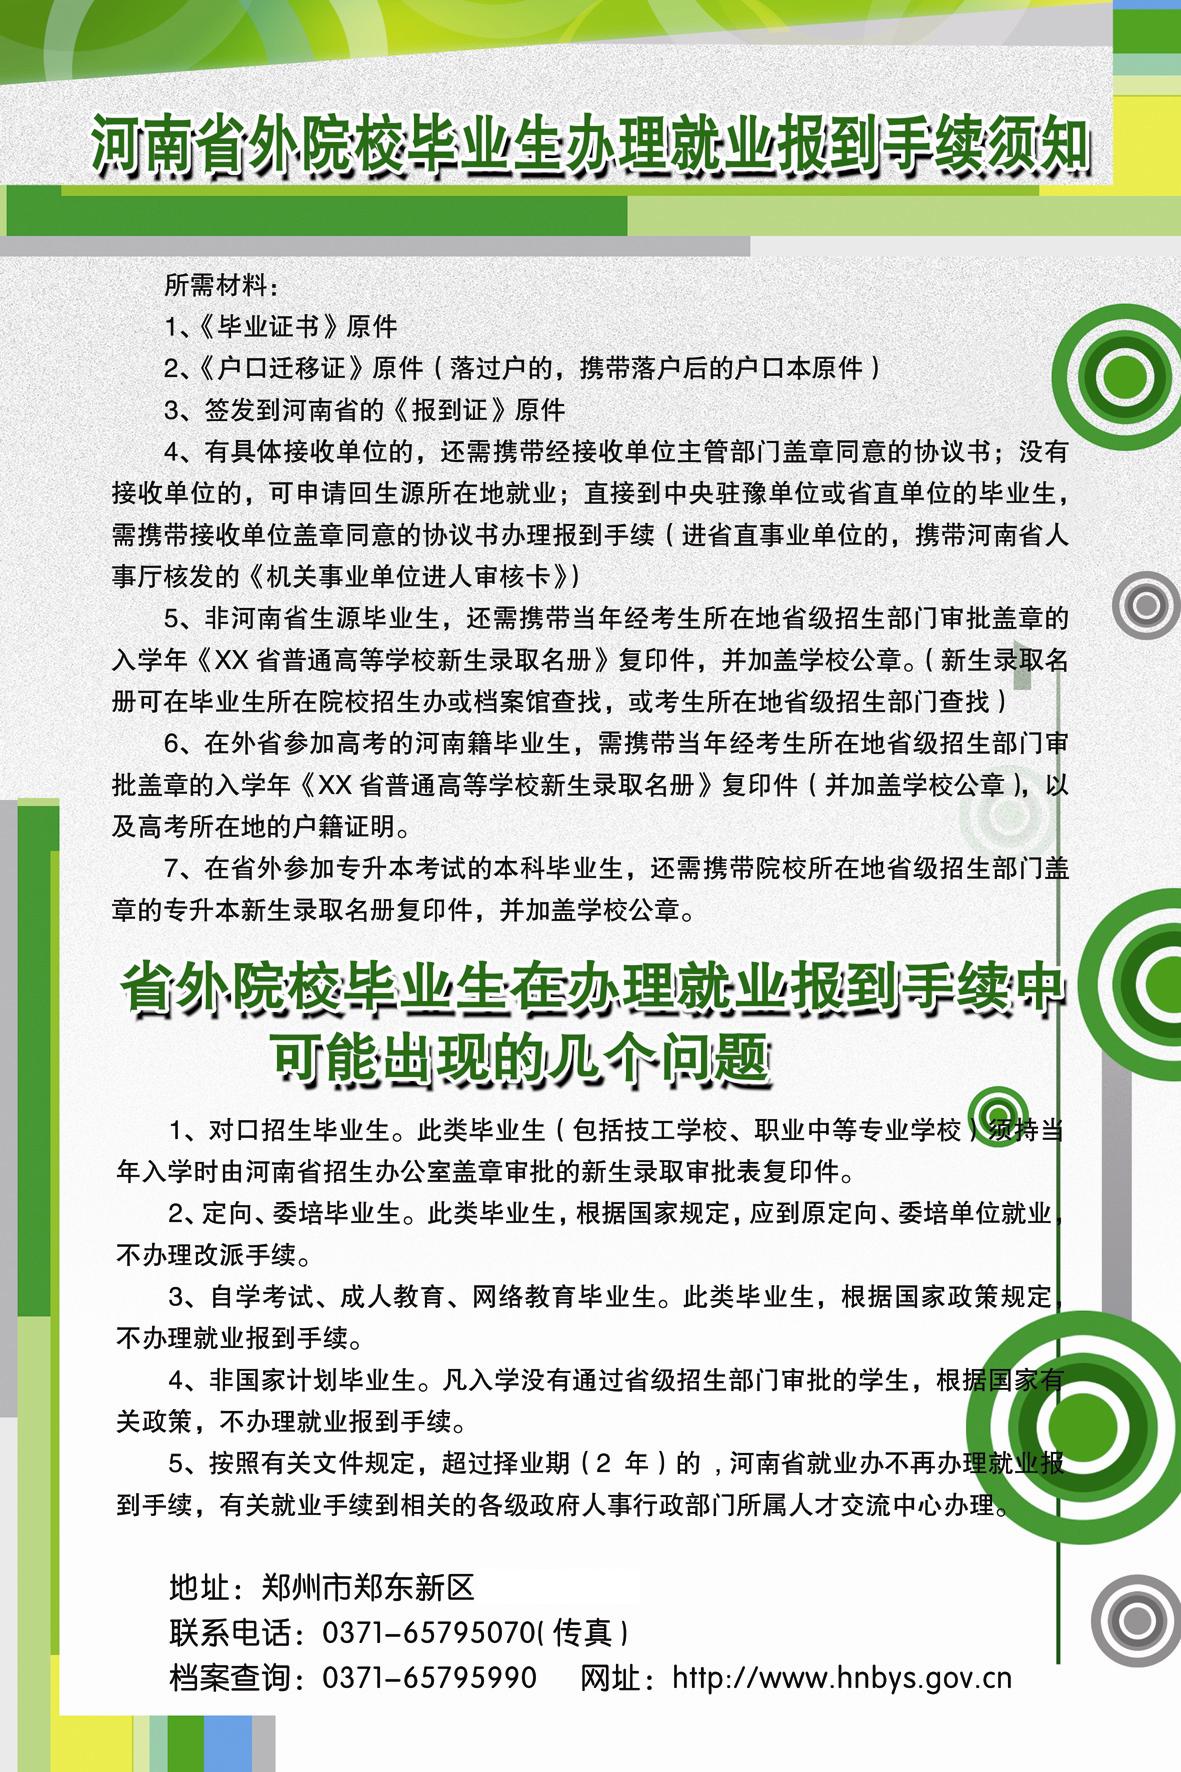 河南省外院校毕业生办理就业报到手续须知
所需材料：
1、《毕业证书》原件
2、《户口迁移证》原件（落过户的，携带落户后的户口本原件）
3、签发到河南省的《报到证》原件
4、有具体接收单位的，还需携带经接收单位主管部门盖章同意的协议书；没有
接收单位的，可申请回生源所在地就业；直接到中央驻豫单位或省直单位的毕业生，
需携带接收单位盖章同意的协议书办理报到手续（进省直事业单位的，携带河南省人
事厅核发的《机关事业单位进人审核卡》）
5、非河南省生源毕业生，还需携带当年经考生所在地省级招生部门审批盖章的
入学年《XX 省普通高等学校新生录取名册》复印件，并加盖学校公章。（新生录取名
册可在毕业生所在院校招生办或档案馆查找，或考生所在地省级招生部门查找）
6、在外省参加高考的河南籍毕业生，需携带当年经考生所在地省级招生部门审
批盖章的入学年《XX 省普通高等学校新生录取名册》复印件（并加盖学校公章），以
及高考所在地的户籍证明。
7、在省外参加专升本考试的本科毕业生，还需携带院校所在地省级招生部门盖
章的专升本新生录取名册复印件，并加盖学校公章。
省外院校毕业生在办理就业报到手续中
可能出现的几个问题
1、对口招生毕业生。此类毕业生（包括技工学校、职业中等专业学校）须持当
年入学时由河南省招生办公室盖章审批的新生录取审批表复印件。
2、定向、委培毕业生。此类毕业生，根据国家规定，应到原定向、委培单位就业，
不办理改派手续。
3、自学考试、成人教育、网络教育毕业生。此类毕业生，根据国家政策规定，
不办理就业报到手续。
4、非国家计划毕业生。凡入学没有通过省级招生部门审批的学生，根据国家有
关政策，不办理就业报到手续。
5、按照有关文件规定，超过择业期（2 年）的，河南省就业办不再办理就业报
到手续，有关就业手续到相关的各级政府人事行政部门所属人才交流中心办理。
地址：郑州市郑东新区
联系电话：0371-65795070(传真)
档案查询：0371-65795990 网址：http://www.hnbys.gov.cn